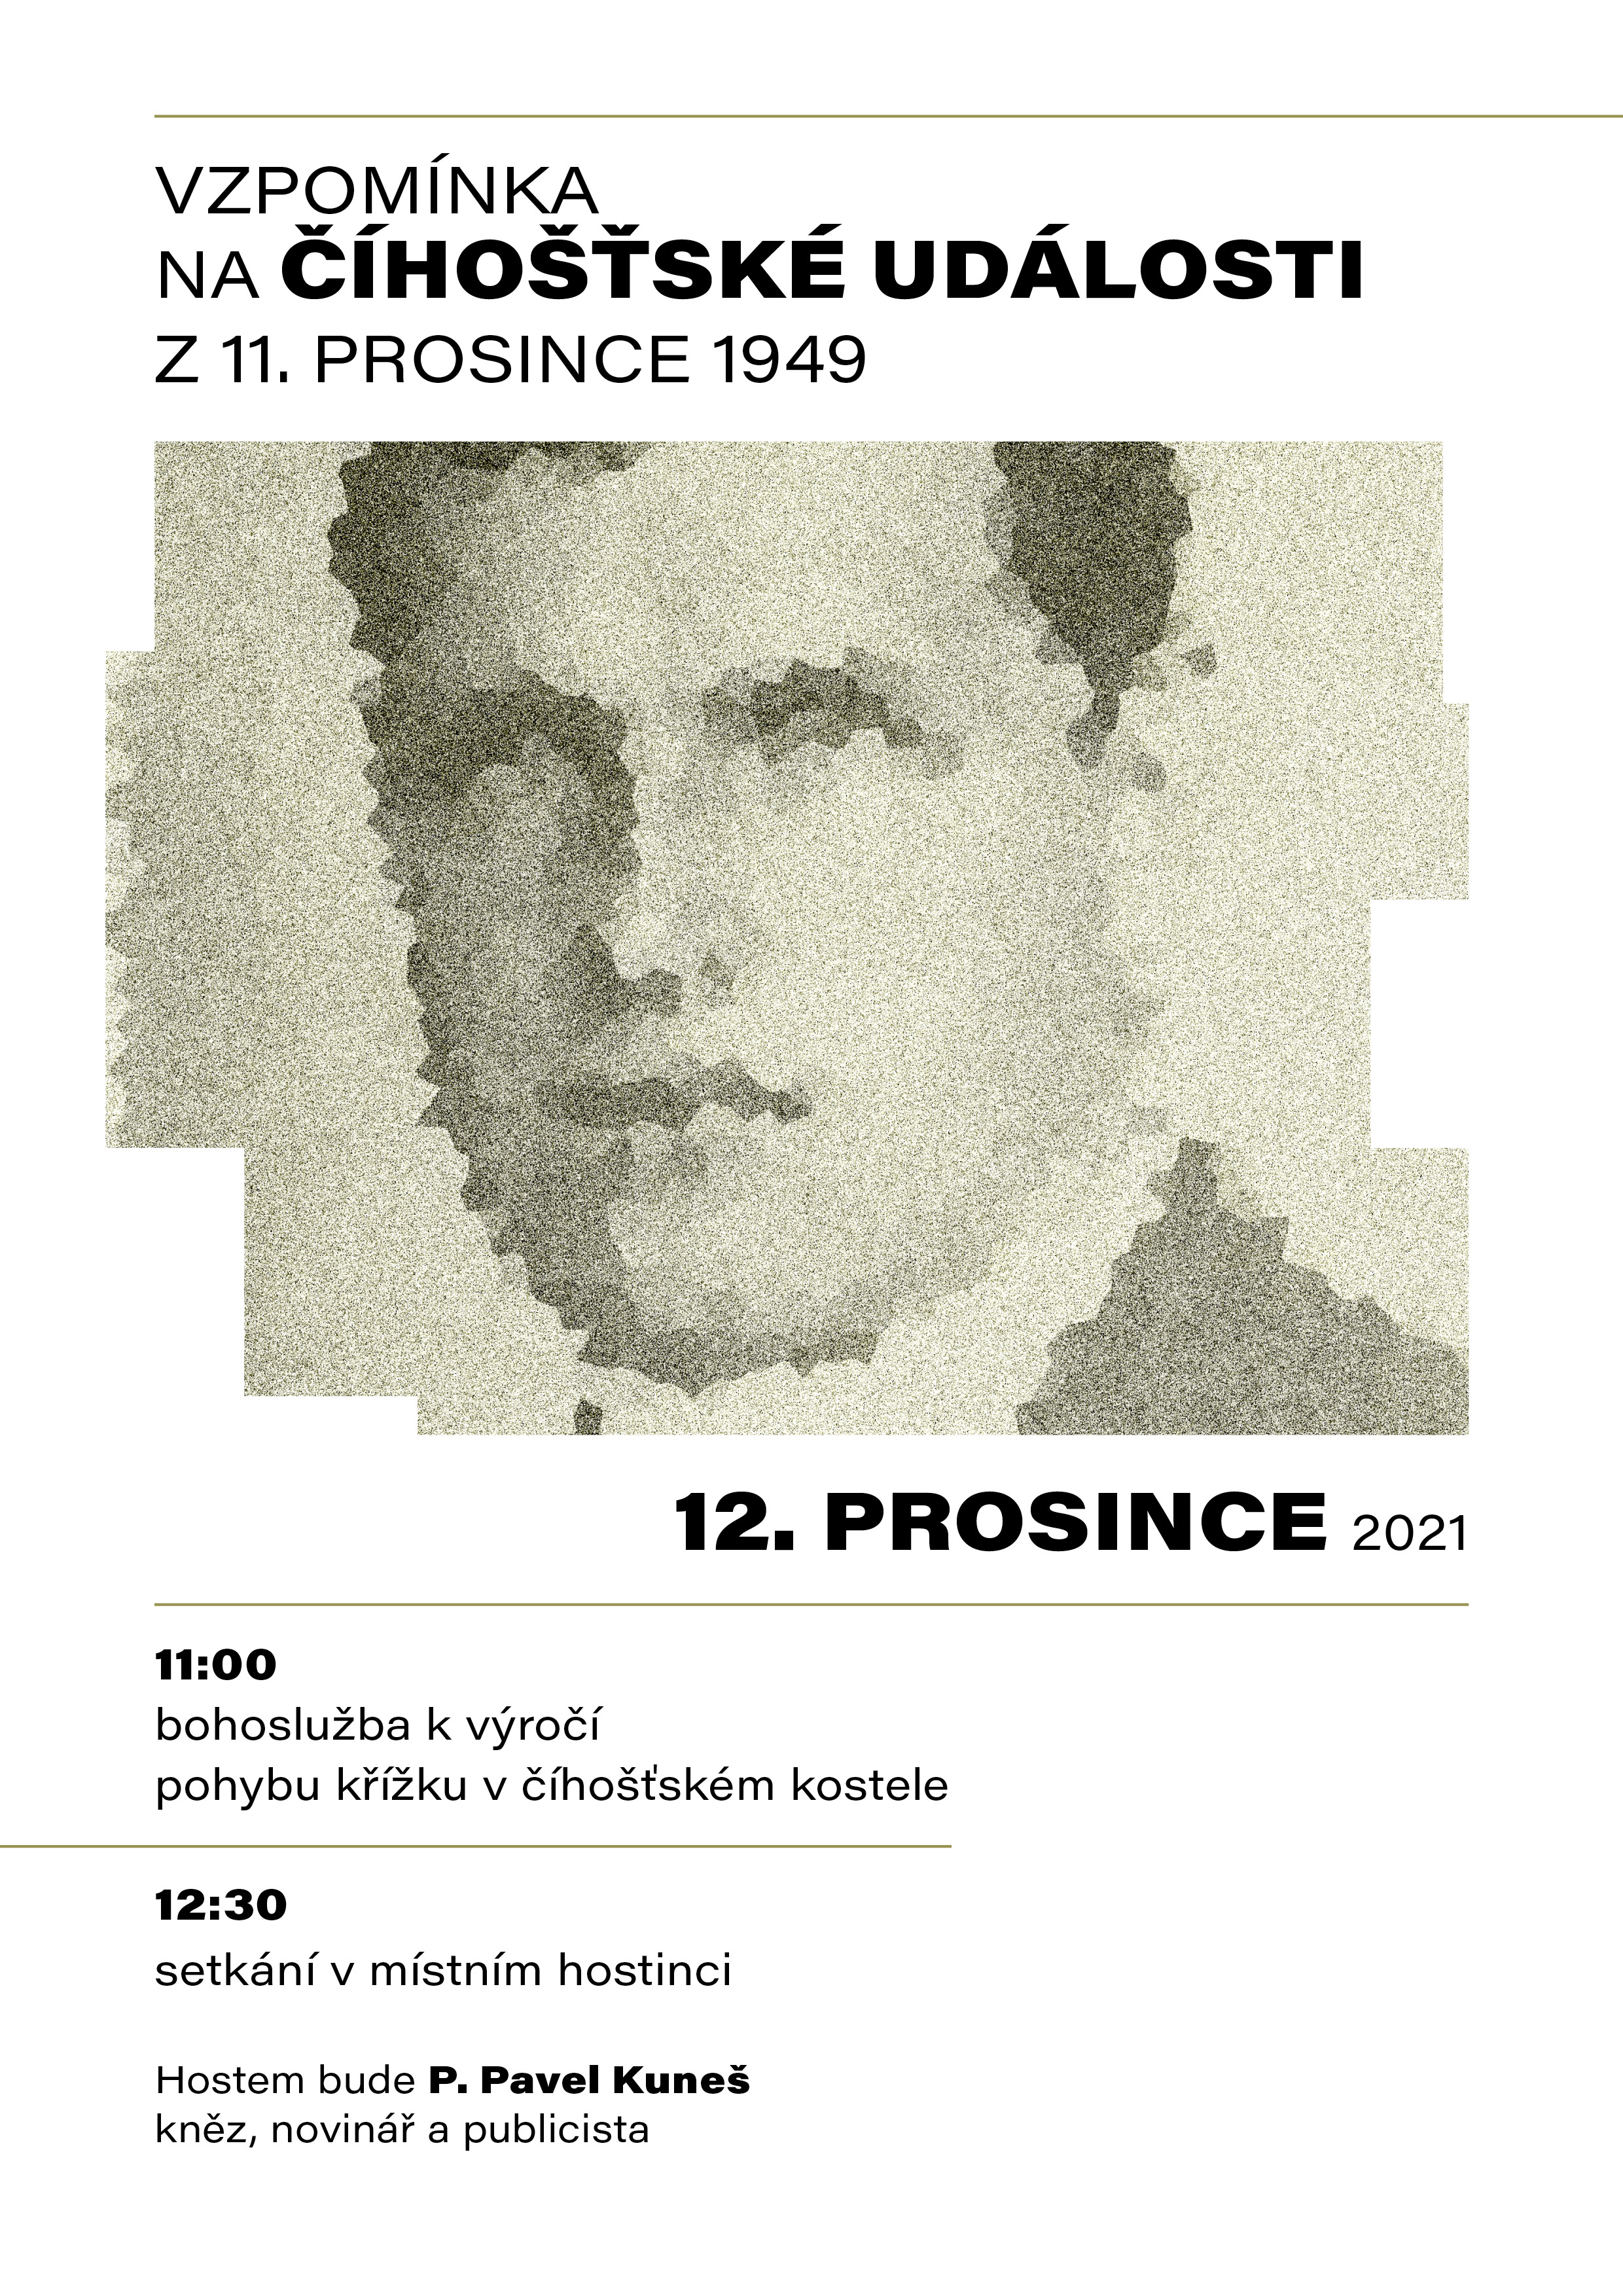 VZPOMÍNKA
NA ČÍHOŠŤSKÉ UDÁLOSTI
Z 11. PROSINCE 1949
12. PROSINCE 2021
11:00
bohoslužba k výročí
pohybu křížku v číhošťském kostele
12:30
setkání v místním hostinci
Hostem bude P. Pavel Kuneš
kněz, novinář a publicista